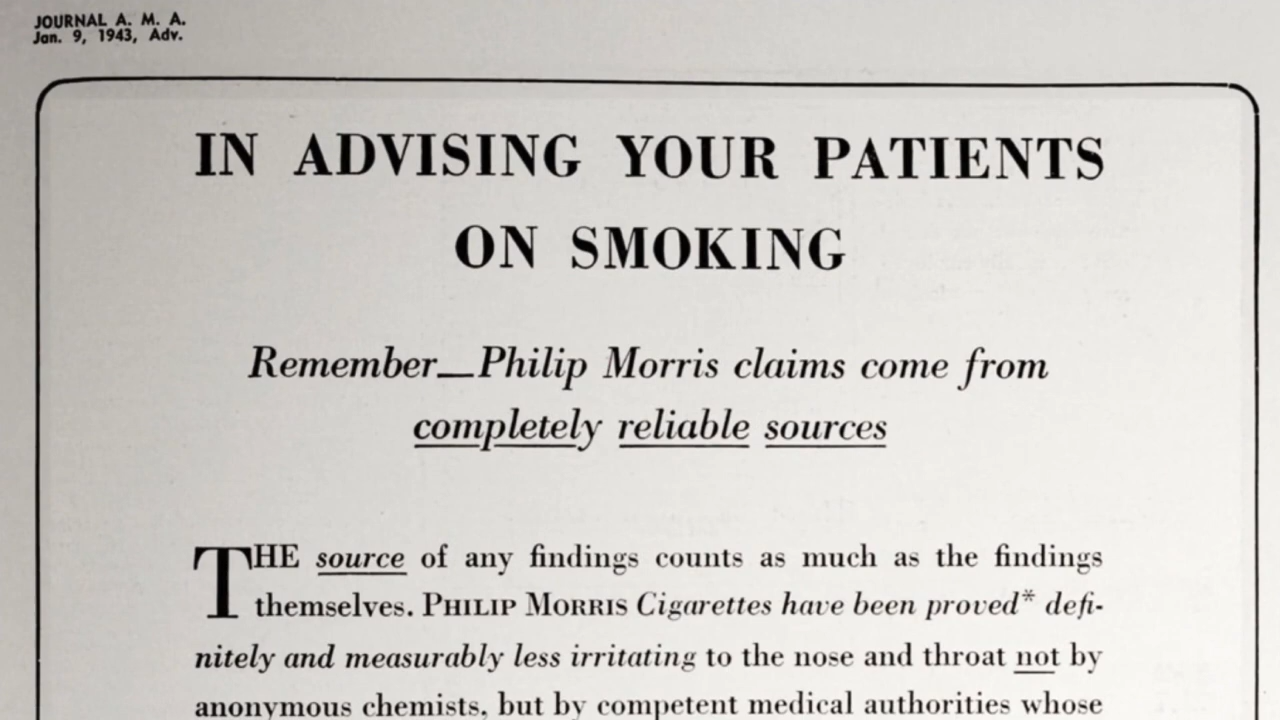 JOURNAL A. M. A.
Jan. 9, 1943, Adv.
IN ADVISING YOUR PATIENTS
ON SMOKING
Remember—Philip Morris claims come from
completely reliable sources
THE source of any findings counts as much as the findings
themselves. PHILIP MORRIS Cigarettes have been proved* defi-
nitely and measurably less irritating to the nose and throat not by
anonymous chemists, but by competent medical authorities whose